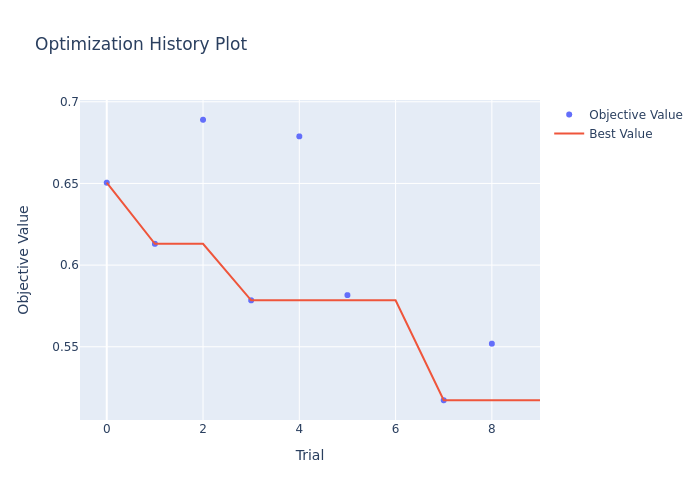 Optimization History Plot
Objective Value
Best Value
0.7
0.65
0.6
0.55
Objective Value
0
2
4
6
8
Trial